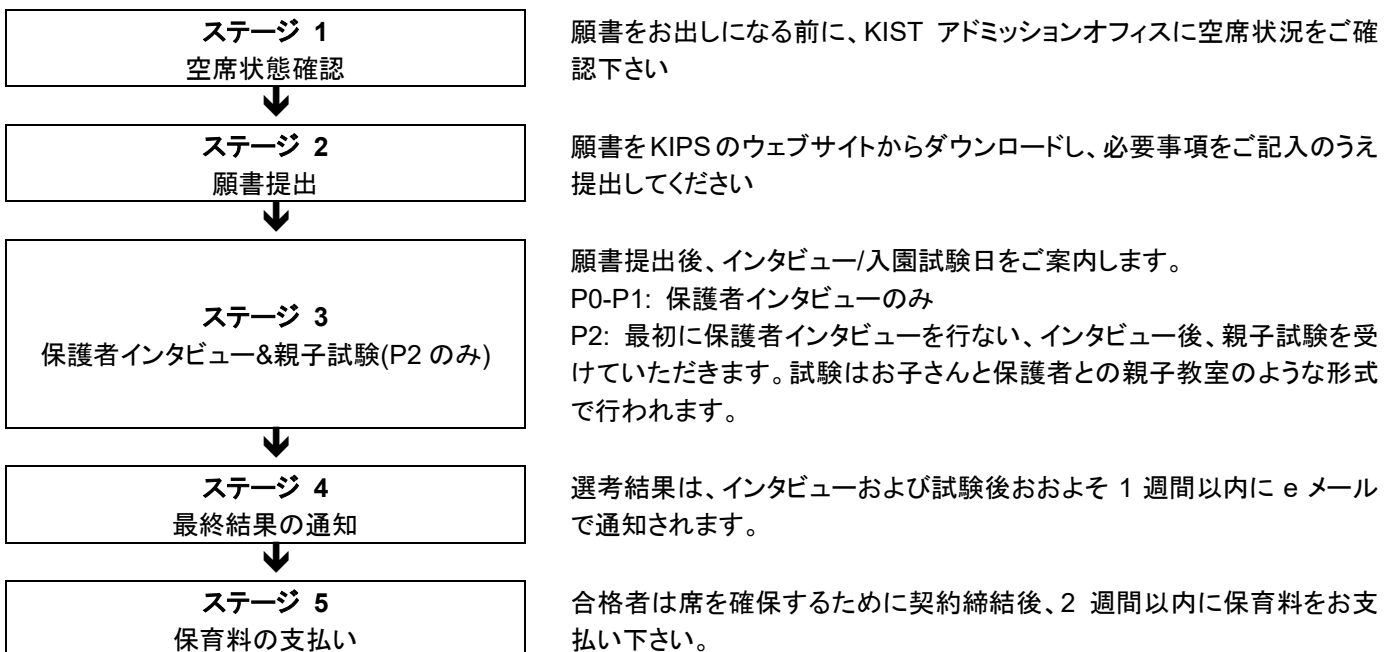 ステージ 1
空席状態確認
願書をお出しになる前に、KIST アドミッションオフィスに空席状況をご確
認下さい
ステージ 2
願書提出
願書をKIPSのウェブサイトからダウンロードし、必要事項をご記入のうえ
提出してください
ステージ 3
保護者インタビュー&親子試験(P2 のみ)
願書提出後、インタビュー/入園試験日をご案内します。
P0-P1: 保護者インタビューのみ
P2: 最初に保護者インタビューを行ない、インタビュー後、親子試験を受
けていただきます。試験はお子さんと保護者との親子教室のような形式
で行われます。
ステージ 4
最終結果の通知
選考結果は、インタビューおよび試験後おおよそ 1 週間以内に e メール
で通知されます。
ステージ 5
保育料の支払い
合格者は席を確保するために契約締結後、2 週間以内に保育料をお支
払い下さい。